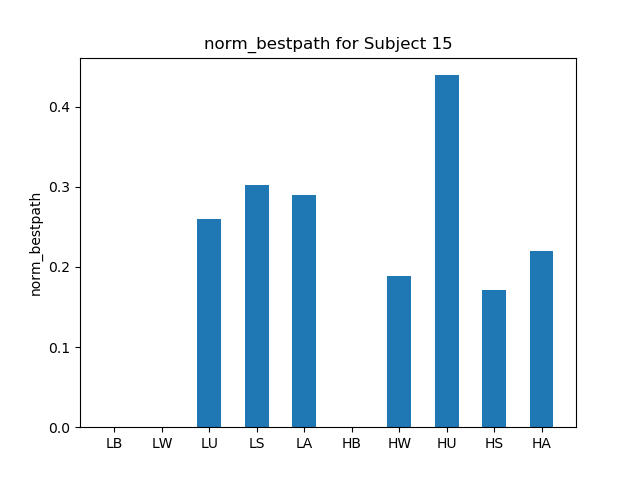 norm_bestpath for Subject 15
norm_bestpath
0.4
0.3
0.2
0.1
0.0
LB LW LU LS LA HB HW HU HS HA